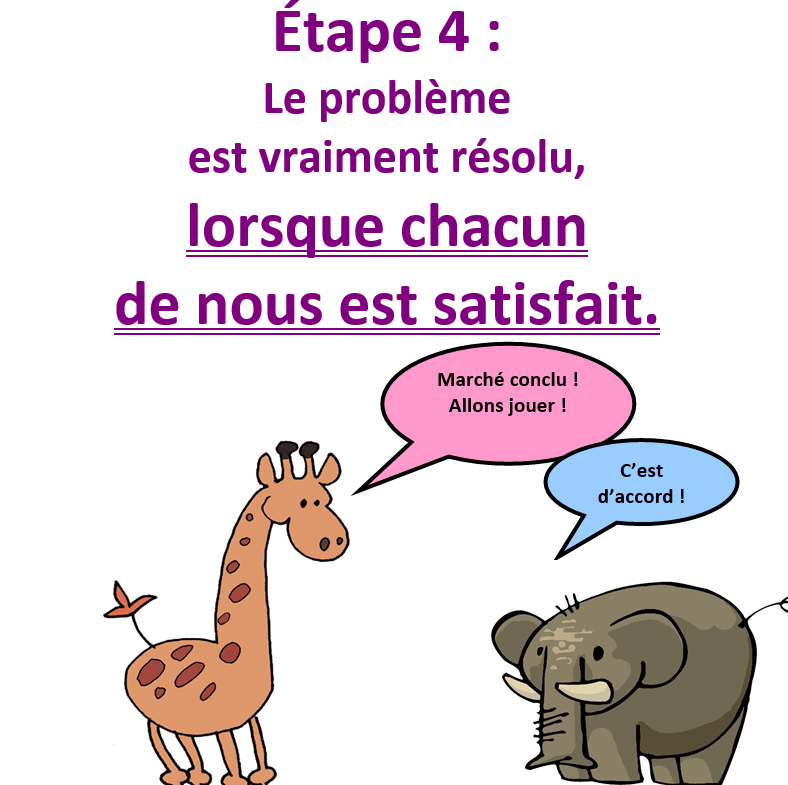 Étape 4 :
Le problème
est vraiment résolu,
lorsque chacun
de nous est satisfait.
Marché conclu !
Allons jouer !
C’est
d’accord !